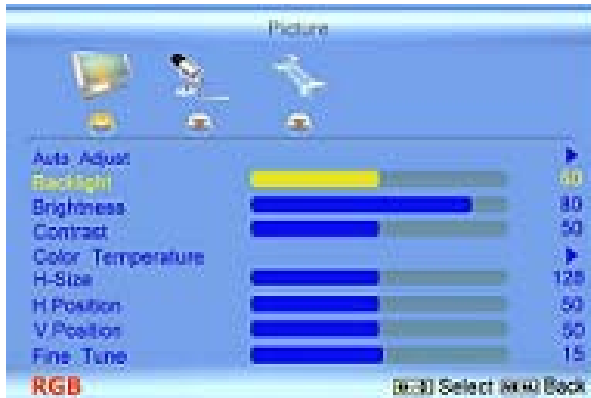 Picture
Auto Adjust
Backlight
Brightness 80
Contrast 50
Color Temperature
H-Size 128
H.Position 50
V.Position 50
Fine Tune 15
RGB Select Back